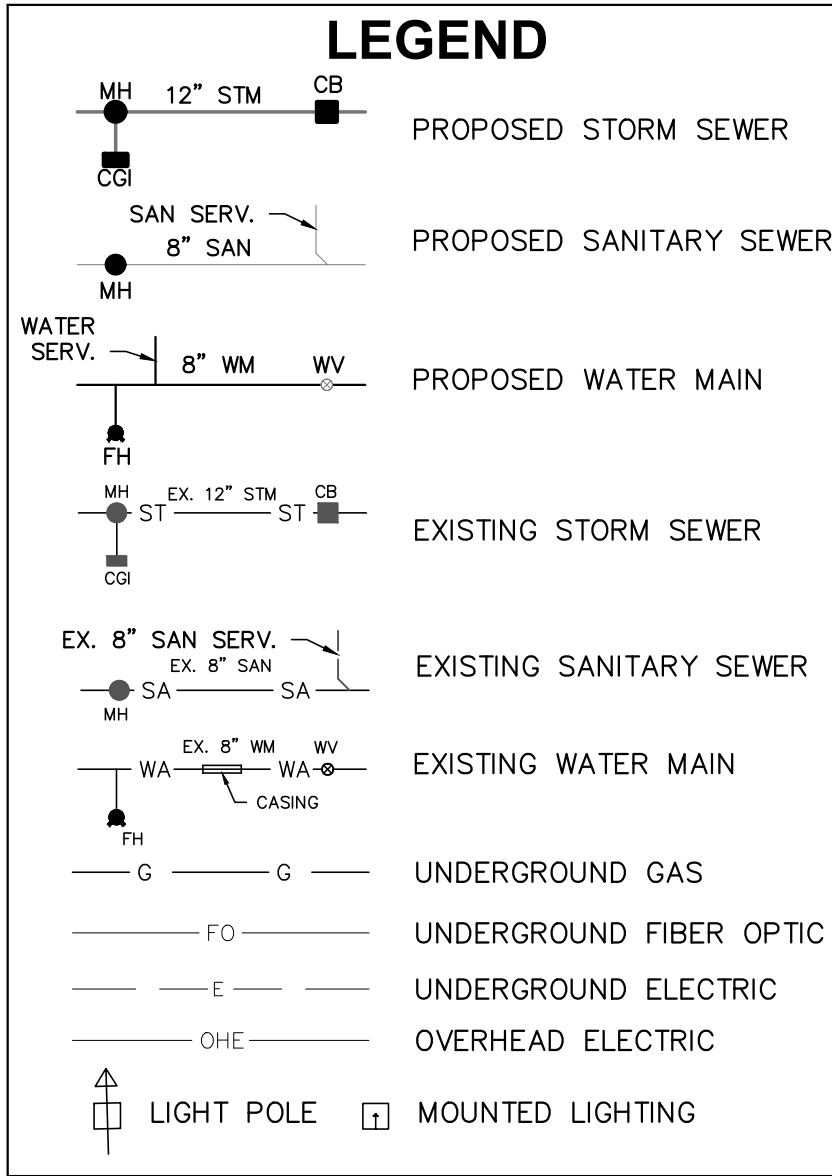 LEGEND
MH 12” STM CB
CGI
PROPOSED STORM SEWER
SAN SERV.
8” SAN
MH
PROPOSED SANITARY SEWER
WATER
SERV.
8” WM WV
FH
PROPOSED WATER MAIN
MH EX. 12” STM CB
ST ST
CGI
EXISTING STORM SEWER
EX. 8” SAN SERV.
EX. 8” SAN
SA SA
MH
EXISTING SANITARY SEWER
EX. 8” WM WV
WA WA
CASING
FH
EXISTING WATER MAIN
G G UNDERGROUND GAS
FO UNDERGROUND FIBER OPTIC
E UNDERGROUND ELECTRIC
OHE OVERHEAD ELECTRIC
LIGHT POLE MOUNTED LIGHTING